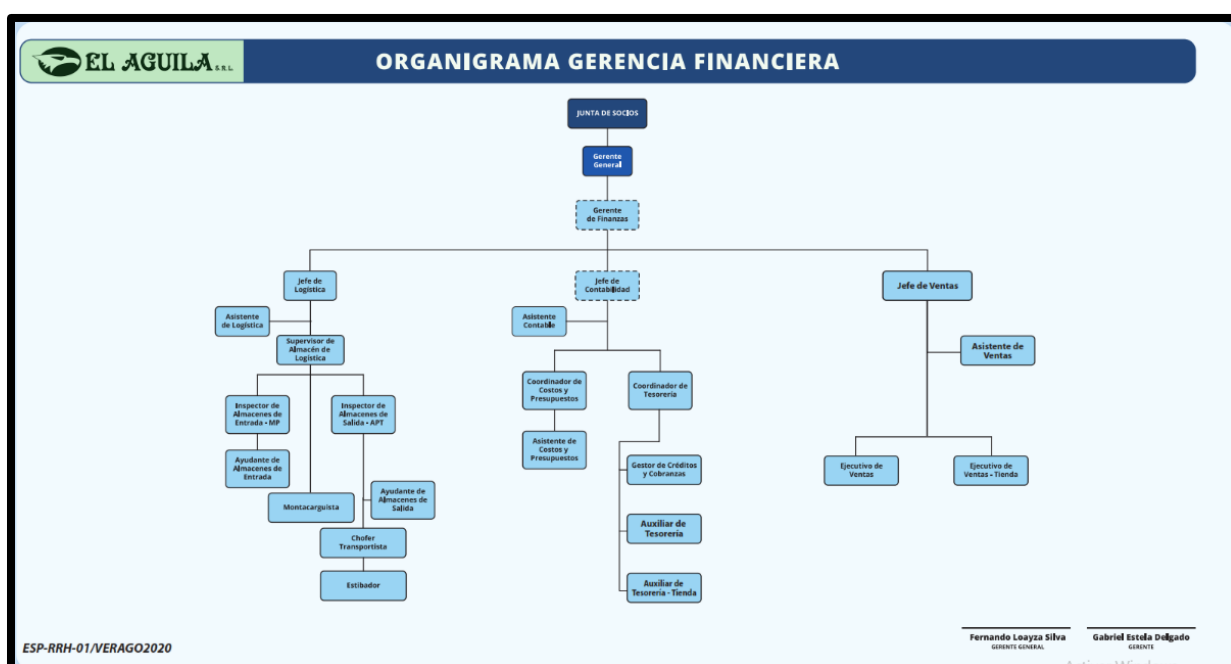 EL AGUILA S.R.L.
ORGANIGRAMA GERENCIA FINANCIERA
JUNTA DE SOCIOS
Gerente
General
Gerente
de Finanzas
Jefe de
Logística
Jefe de
Contabilidad
Jefe de Ventas
Asistente
de Logística
Asistente
Contable
Supervisor de
Almacén de
Logística
Asistente de
Ventas
Inspector de
Almacenes de
Entrada - MP
Inspector de
Almacenes de
Salida - APT
Coordinador de
Costos y
Presupuestos
Coordinador de
Tesorería
Ayudante de
Almacenes de
Entrada
Asistente de
Costos y
Presupuestos
Gestor de Créditos
y Cobranzas
Ejecutivo de
Ventas
Ejecutivo de
Ventas - Tienda
Montacarguista
Ayudante de
Almacenes de
Salida
Auxiliar de
Tesorería
Chofer
Transportista
Estibador
Auxiliar de
Tesorería - Tienda
Fernando Loayza Silva
GERENTE GENERAL
Gabriel Estela Delgado
GERENTE
ESP-RRH-01/VERAGO2020